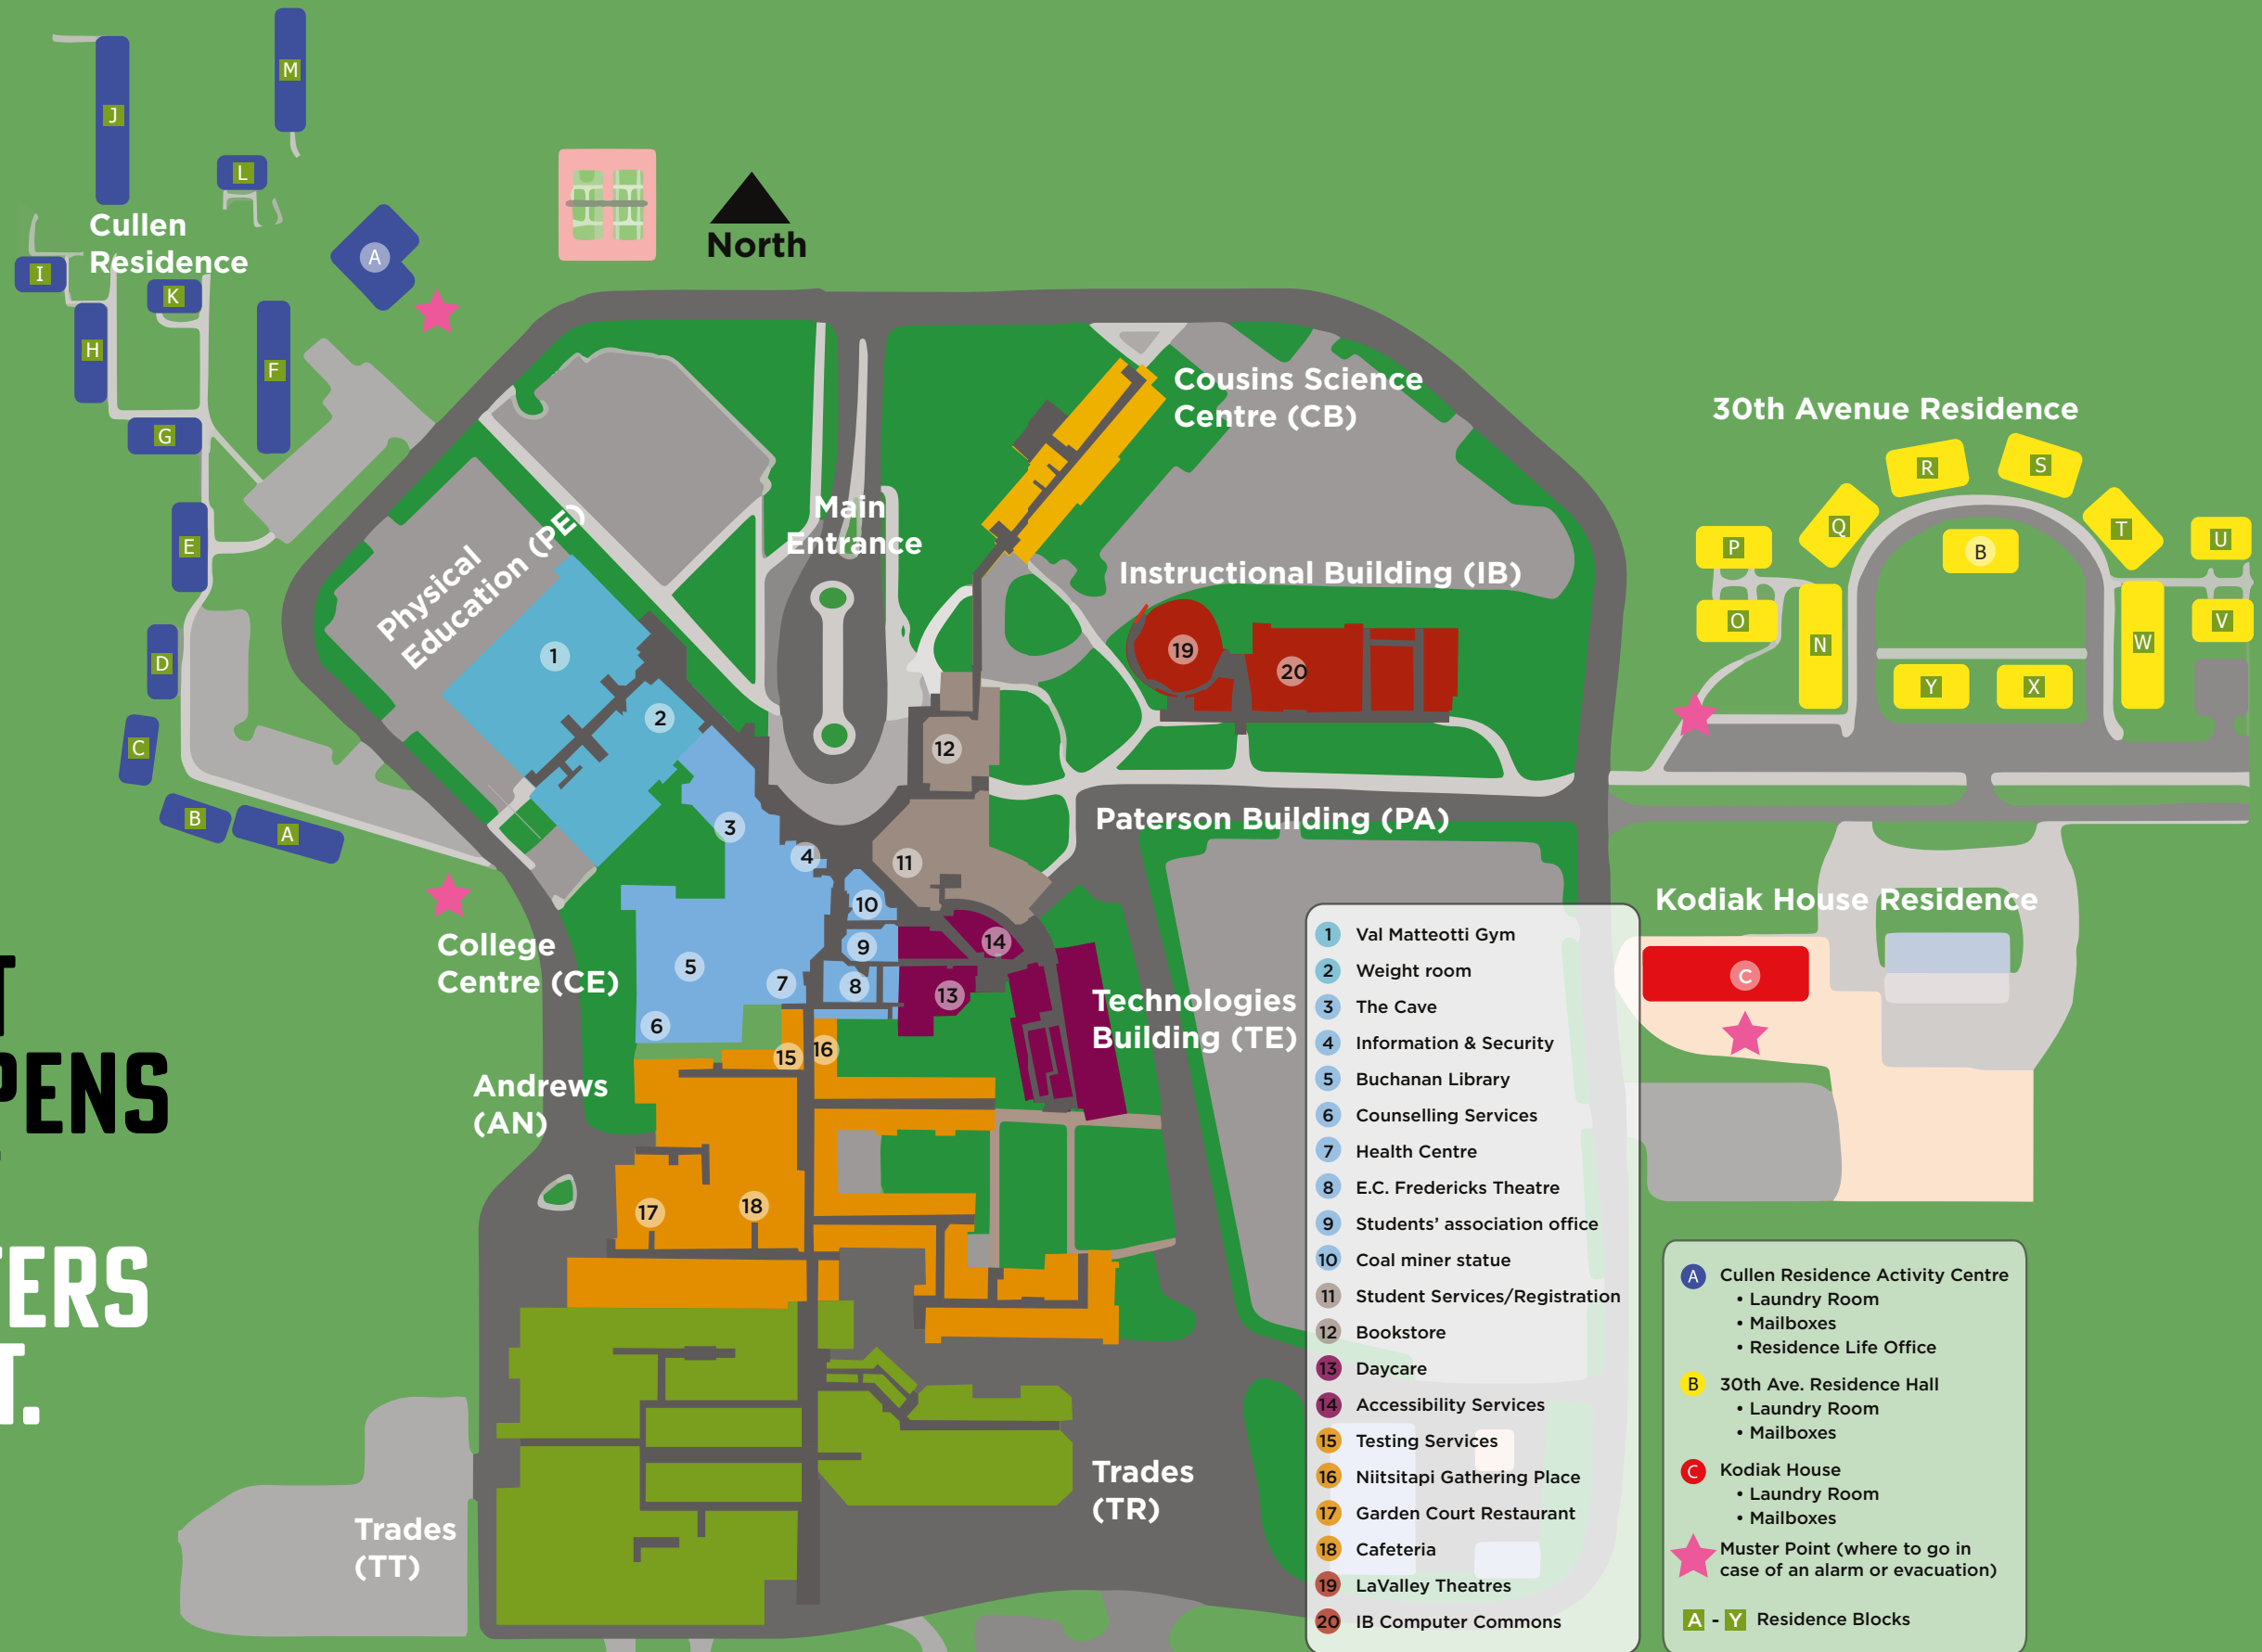 M
J
L
Cullen
Residence
A
I
K
H
F
G
E
D
C
B
A
North
Main
Entrance
Cousins Science
Centre (CB)
Physical
Education (PE)
Instructional Building (IB)
1
2
3
4
5
6
7
8
9
10
11
12
13
14
15
16
17
18
19
20
Paterson Building (PA)
College
Centre (CE)
Technologies
Building (TE)
Andrews
(AN)
Trades
(TR)
Trades
(TT)
PENS
ERS
T.
30th Avenue Residence
R
S
Q
T
P
B
U
O
N
W
V
Y
X
Kodiak House Residence
C
1 Val Matteotti Gym
2 Weight room
3 The Cave
4 Information & Security
5 Buchanan Library
6 Counselling Services
7 Health Centre
8 E.C. Fredericks Theatre
9 Students’ association office
10 Coal miner statue
11 Student Services/Registration
12 Bookstore
13 Daycare
14 Accessibility Services
15 Testing Services
16 Niitsitapi Gathering Place
17 Garden Court Restaurant
18 Cafeteria
19 LaValley Theatres
20 IB Computer Commons
A Cullen Residence Activity Centre
• Laundry Room
• Mailboxes
• Residence Life Office
B 30th Ave. Residence Hall
• Laundry Room
• Mailboxes
C Kodiak House
• Laundry Room
• Mailboxes
Muster Point (where to go in
case of an alarm or evacuation)
A - Y Residence Blocks